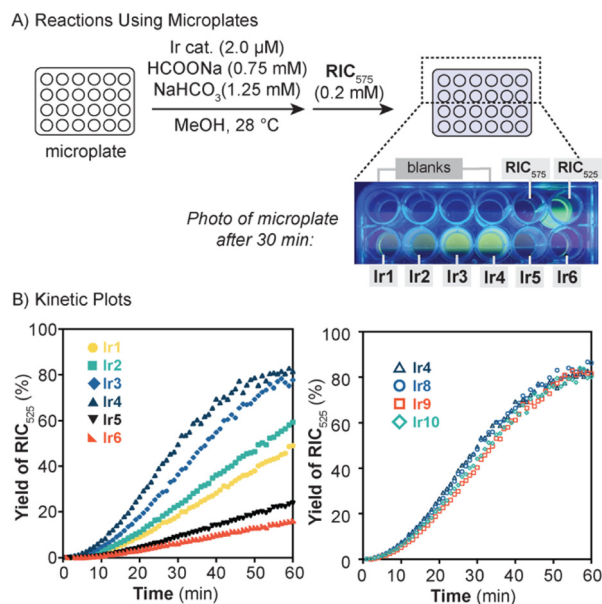 A) Reactions Using Microplates
Ir cat. (2.0 µM)
HCOONa (0.75 mM)
NaHCO₃(1.25 mM)
MeOH, 28 °C
RIC₅₇₅
(0.2 mM)
microplate
blanks
RIC₅₇₅
RIC₅₂₅
Photo of microplate
after 30 min:
Ir1 Ir2 Ir3 Ir4 Ir5 Ir6
B) Kinetic Plots
Yield of RIC₅₂₅ (%)
100
80
60
40
20
0
Ir1
Ir2
Ir3
Ir4
Ir5
Ir6
0 10 20 30 40 50 60
Time (min)
Yield of RIC₅₂₅ (%)
100
80
60
40
20
0
Ir4
Ir8
Ir9
Ir10
0 10 20 30 40 50 60
Time (min)